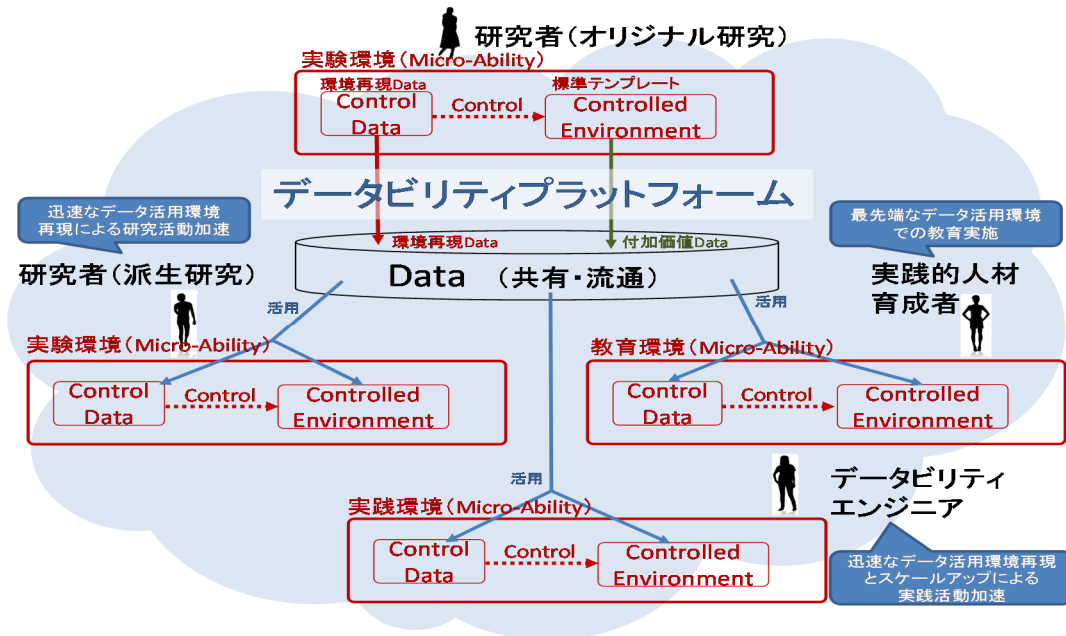 研究者(オリジナル研究)
実験環境(Micro-Ability)
環境再現Data
標準テンプレート
Control
Data
Control
Controlled
Environment
データビリティプラットフォーム
迅速なデータ活用環境
再現による研究活動加速
最先端なデータ活用環境
での教育実施
環境再現Data
付加価値Data
研究者(派生研究)
Data (共有・流通)
実践的人材
育成者
活用
活用
実験環境(Micro-Ability)
Control
Data
Control
Controlled
Environment
教育環境(Micro-Ability)
Control
Data
Control
Controlled
Environment
活用
実践環境(Micro-Ability)
Control
Data
Control
Controlled
Environment
データビリティ
エンジニア
迅速なデータ活用環境再現
とスケールアップによる
実践活動加速